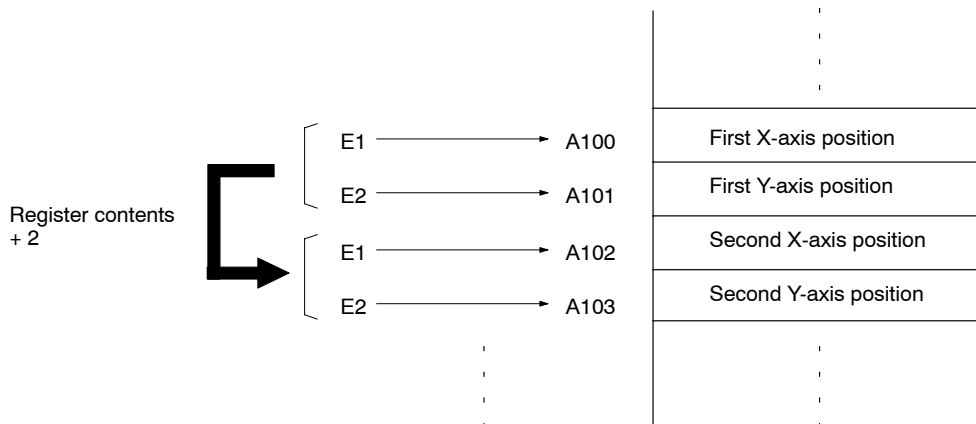 E1 A100 First X-axis position
E2 A101 First Y-axis position
Register contents
+ 2
E1 A102 Second X-axis position
E2 A103 Second Y-axis position